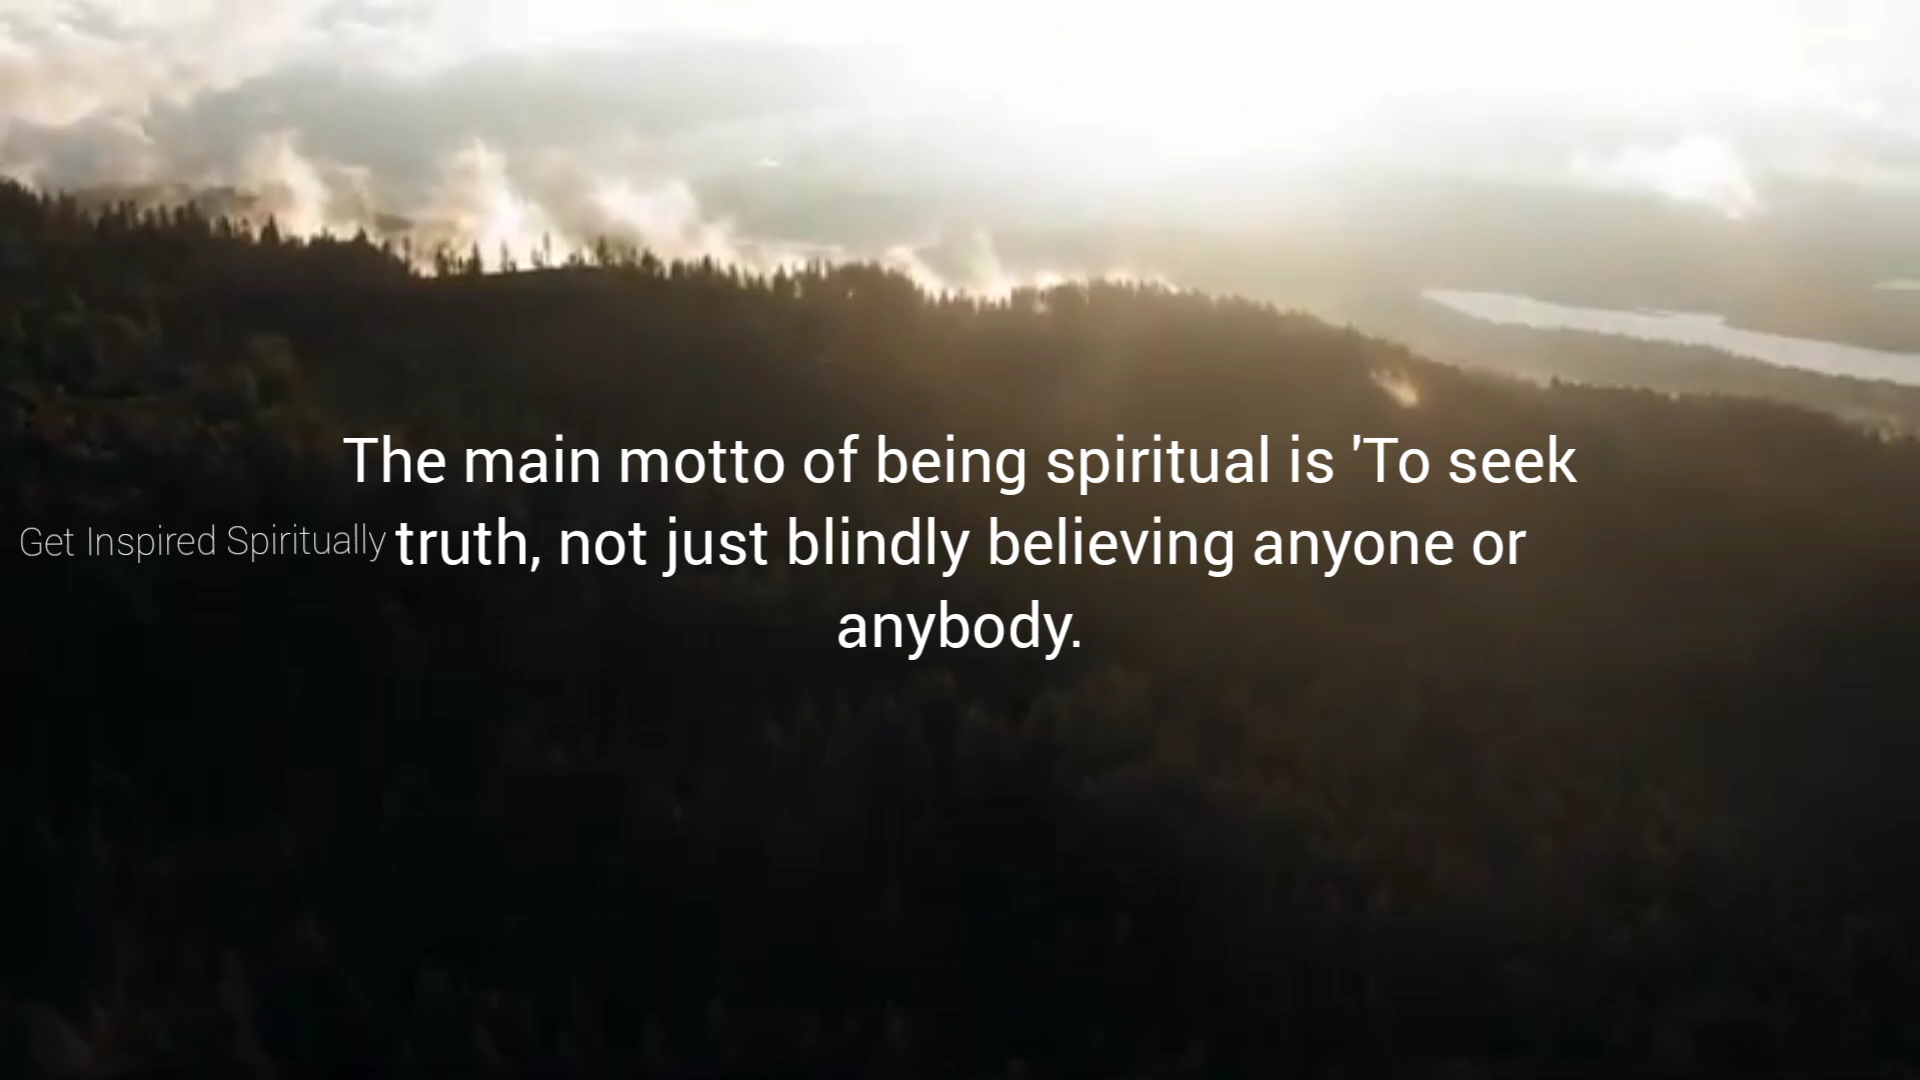 The main motto of being spiritual is 'To seek
Get Inspired Spiritually
truth, not just blindly believing anyone or
anybody.